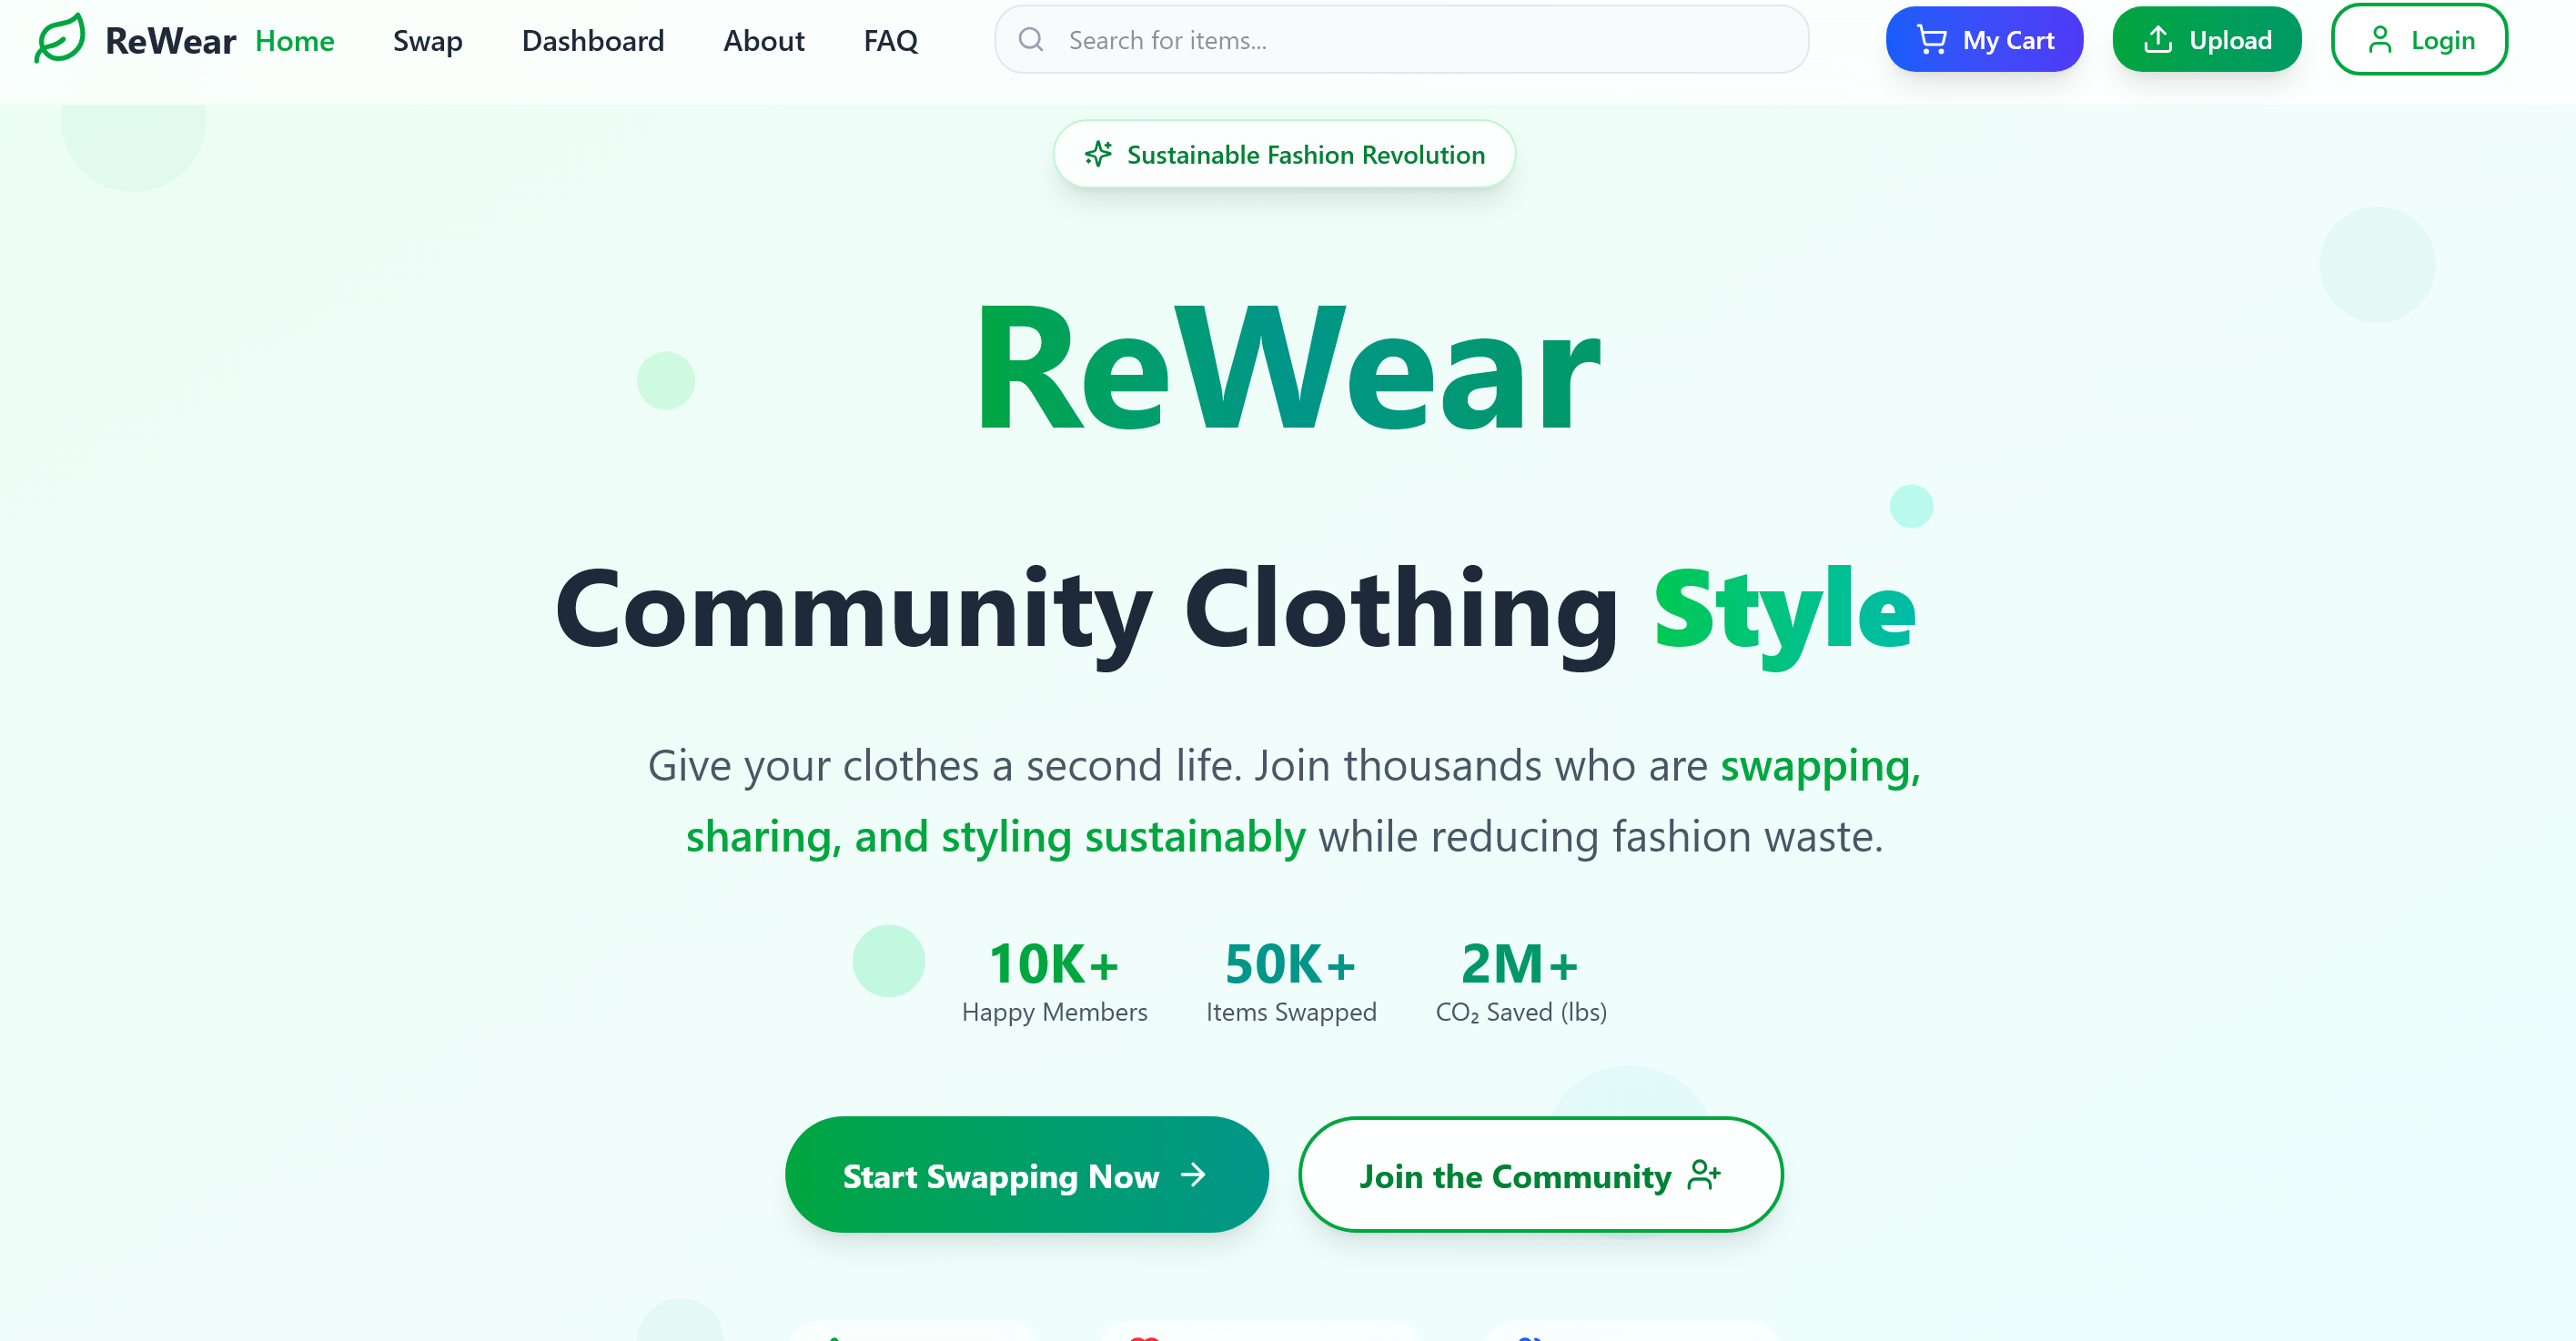 ReWear Home Swap Dashboard About FAQ Search for items... My Cart Upload Login
Sustainable Fashion Revolution
ReWear
Community Clothing Style
Give your clothes a second life. Join thousands who are swapping,
sharing, and styling sustainably while reducing fashion waste.
10K+ 50K+ 2M+
Happy Members Items Swapped CO₂ Saved (lbs)
Start Swapping Now Join the Community